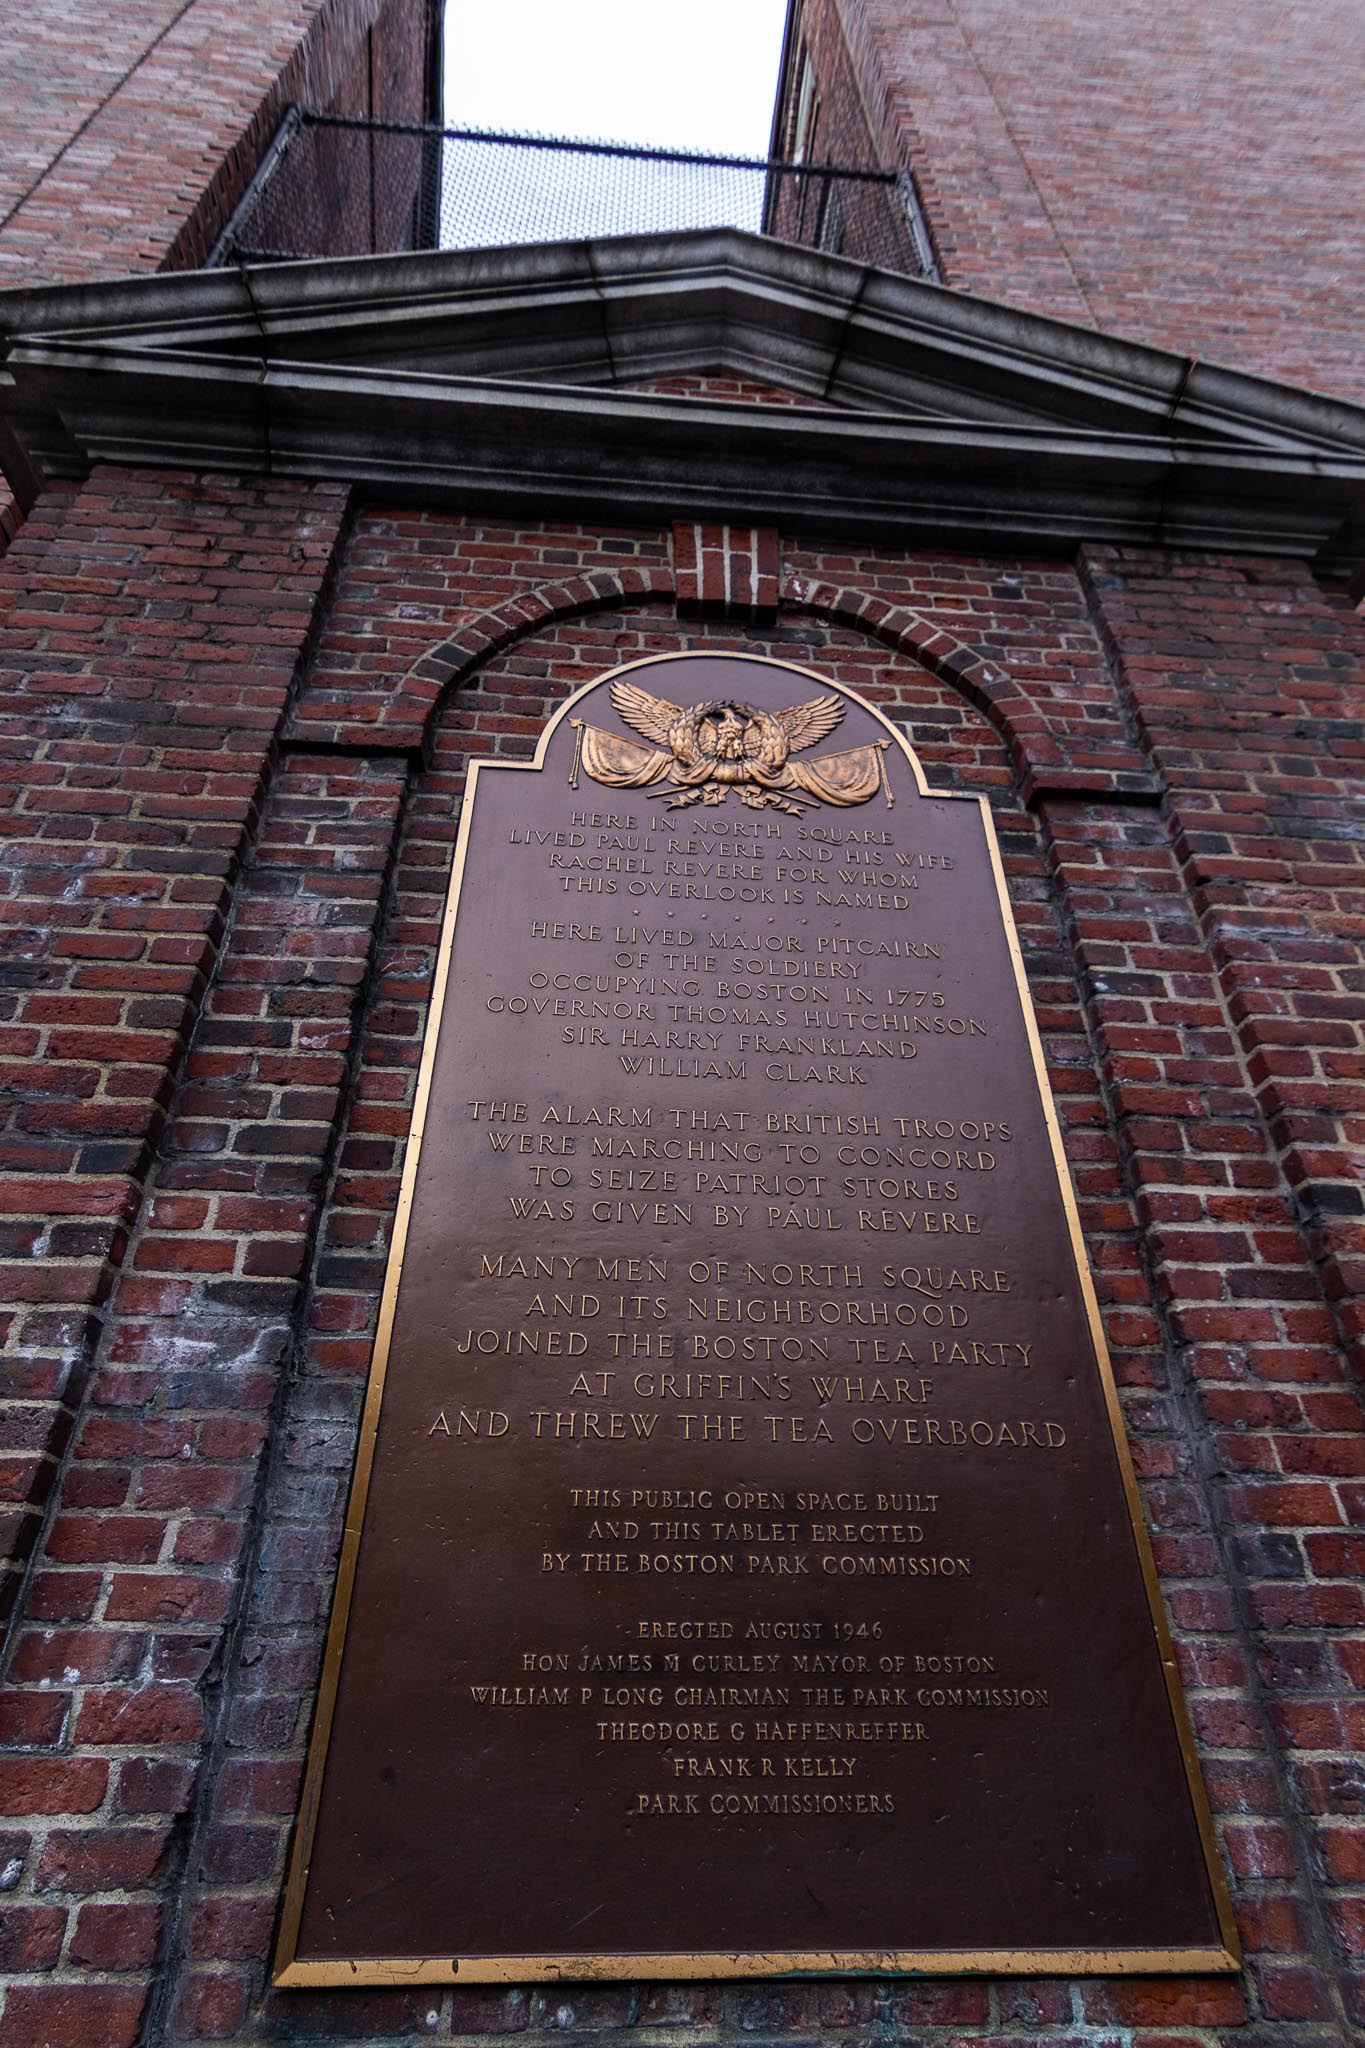 HERE IN NORTH SQUARE
LIVED PAUL REVERE AND HIS WIFE
RACHEL REVERE FOR WHOM
THIS OVERLOOK IS NAMED
HERE LIVED MAJOR PITCAIRN
OF THE SOLDIERY
OCCUPYING BOSTON IN 1775
GOVERNOR THOMAS HUTCHINSON
SIR HARRY FRANKLAND
WILLIAM CLARK
THE ALARM THAT BRITISH TROOPS
WERE MARCHING TO CONCORD
TO SEIZE PATRIOT STORES
WAS GIVEN BY PAUL REVERE
MANY MEN OF NORTH SQUARE
AND ITS NEIGHBORHOOD
JOINED THE BOSTON TEA PARTY
AT GRIFFIN'S WHARF
AND THREW THE TEA OVERBOARD
THIS PUBLIC OPEN SPACE BUILT
AND THIS TABLET ERECTED
BY THE BOSTON PARK COMMISSION
ERECTED AUGUST 1946
HON JAMES M CURLEY MAYOR OF BOSTON
WILLIAM P LONG CHAIRMAN THE PARK COMMISSION
THEODORE G HAFFENREFFER
FRANK R KELLY
PARK COMMISSIONERS